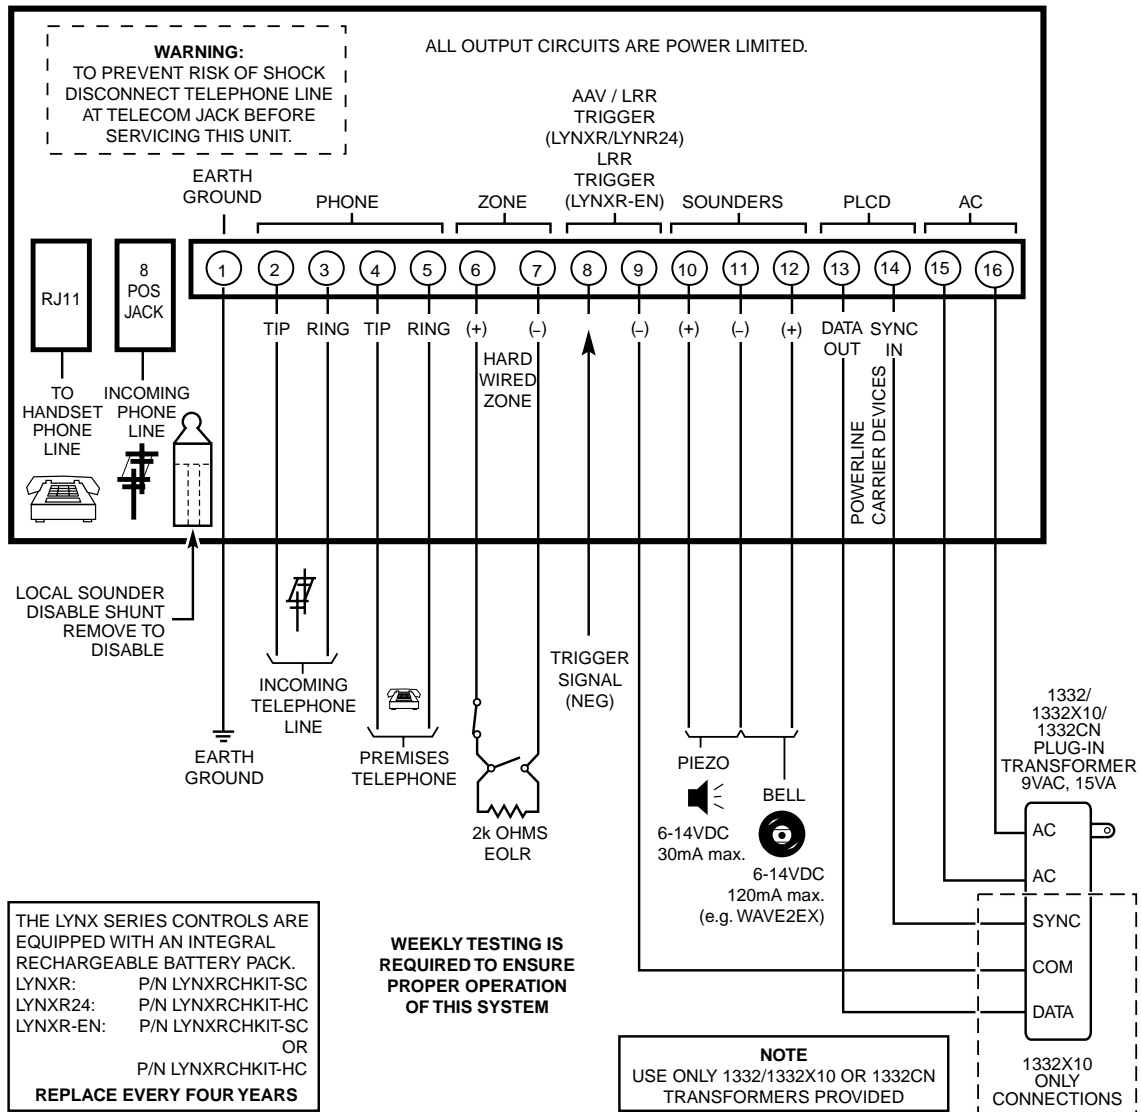 WARNING:
TO PREVENT RISK OF SHOCK
DISCONNECT TELEPHONE LINE
AT TELECOM JACK BEFORE
SERVICING THIS UNIT.
ALL OUTPUT CIRCUITS ARE POWER LIMITED.
AAV / LRR
TRIGGER
(LYNXR/LYNR24)
LRR
TRIGGER
(LYNXR-EN)
EARTH
GROUND
PHONE
ZONE
SOUNDERS
PLCD
AC
RJ11
8
POS
JACK
1 2 3 4 5 6 7 8 9 10 11 12 13 14 15 16
TIP RING TIP RING (+) (–) (–) (+) (–) (+)
DATA
OUT
SYNC
IN
HARD
WIRED
ZONE
TO
HANDSET
PHONE
LINE
INCOMING
PHONE
LINE
POWERLINE
CARRIER DEVICES
LOCAL SOUNDER
DISABLE SHUNT
REMOVE TO
DISABLE
EARTH
GROUND
INCOMING
TELEPHONE
LINE
PREMISES
TELEPHONE
2k OHMS
EOLR
TRIGGER
SIGNAL
(NEG)
PIEZO
6-14VDC
30mA max.
BELL
6-14VDC
120mA max.
(e.g. WAVE2EX)
1332/
1332X10/
1332CN
PLUG-IN
TRANSFORMER
9VAC, 15VA
AC
AC
SYNC
COM
DATA
1332X10
ONLY
CONNECTIONS
THE LYNX SERIES CONTROLS ARE
EQUIPPED WITH AN INTEGRAL
RECHARGEABLE BATTERY PACK.
LYNXR: P/N LYNXRCHKIT-SC
LYNXR24: P/N LYNXRCHKIT-HC
LYNXR-EN: P/N LYNXRCHKIT-SC
OR
P/N LYNXRCHKIT-HC
REPLACE EVERY FOUR YEARS
WEEKLY TESTING IS
REQUIRED TO ENSURE
PROPER OPERATION
OF THIS SYSTEM
NOTE
USE ONLY 1332/1332X10 OR 1332CN
TRANSFORMERS PROVIDED